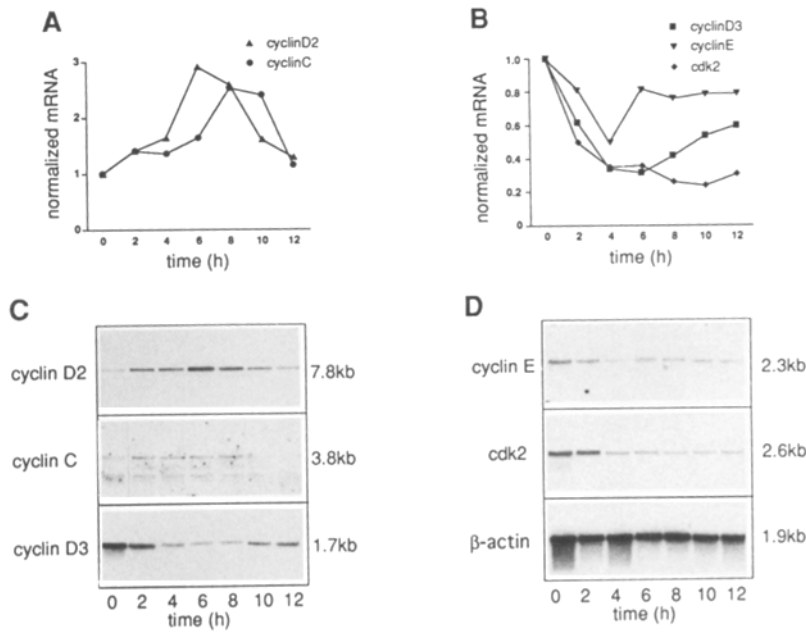 A
cyclinD2
cyclinC
normalized mRNA
3
2
1
0 2 4 6 8 10 12
time (h)
B
cyclinD3
cyclinE
cdk2
normalized mRNA
1.0
0.8
0.6
0.4
0.2
0
0 2 4 6 8 10 12
time (h)
C
cyclin D2 7.8kb
cyclin C 3.8kb
cyclin D3 1.7kb
0 2 4 6 8 10 12
time (h)
D
cyclin E 2.3kb
cdk2 2.6kb
β-actin 1.9kb
0 2 4 6 8 10 12
time (h)